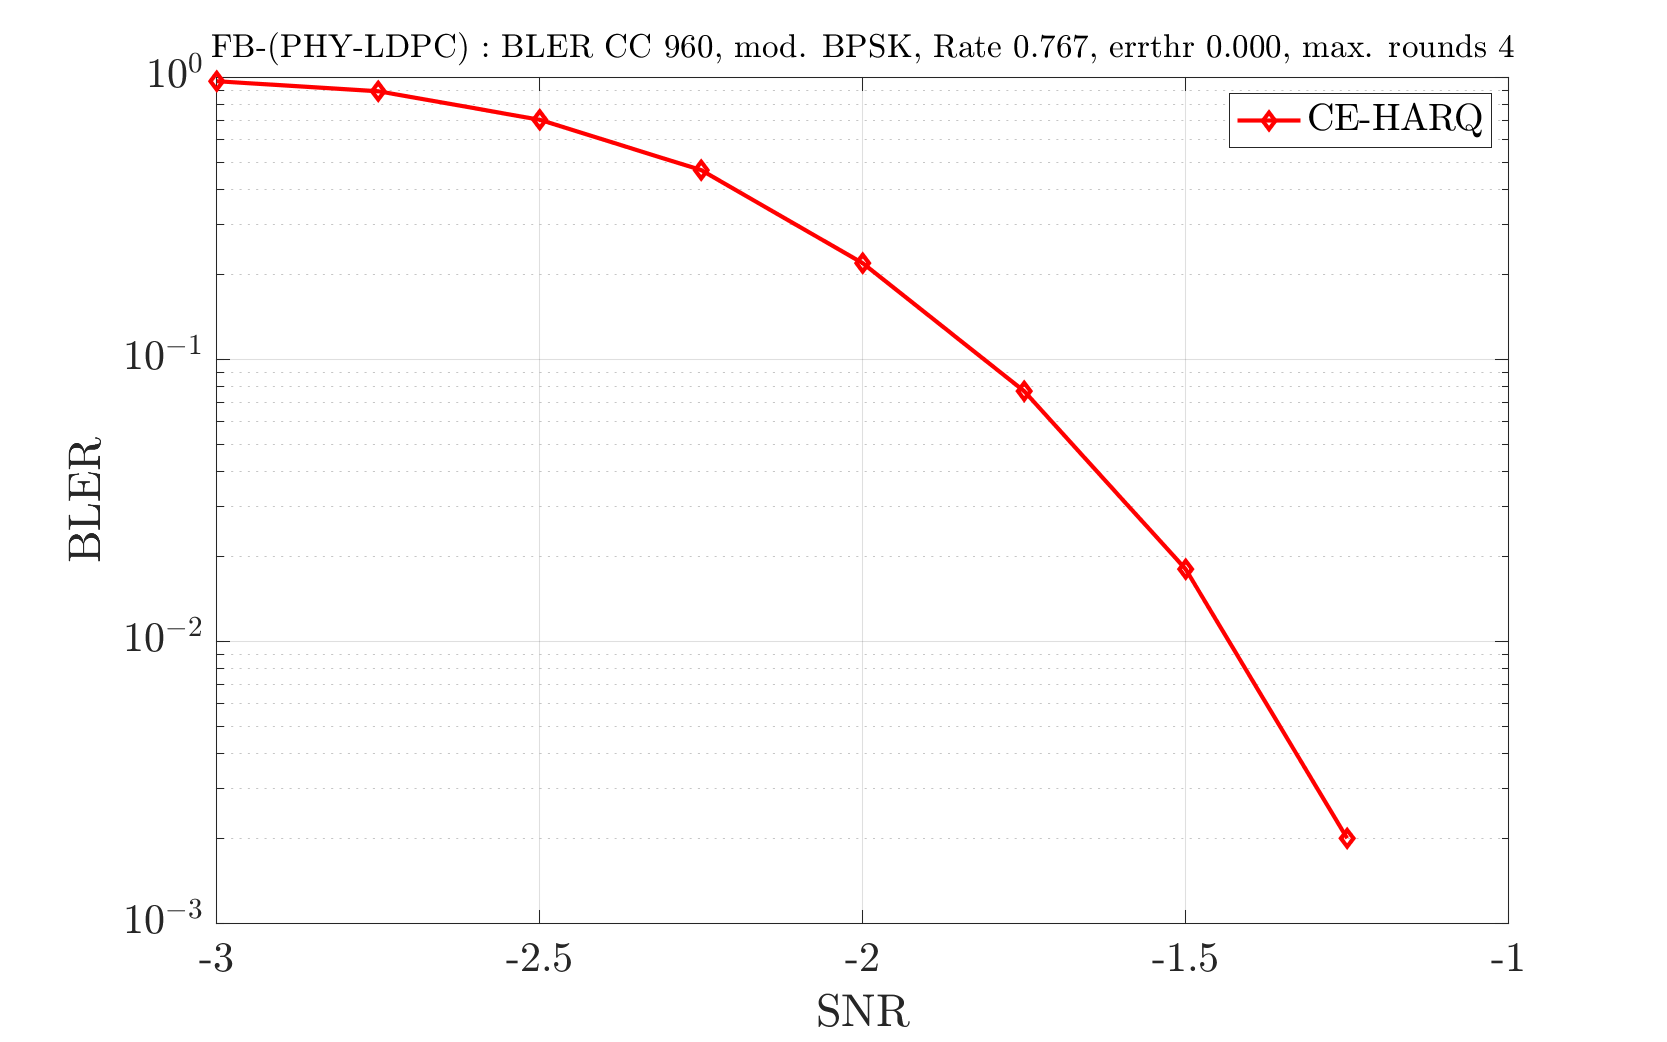 FB-(PHY-LDPC) : BLER CC 960, mod. BPSK, Rate 0.767, errthr 0.000, max. rounds 4
CE-HARQ
10^0
10^-1
10^-2
10^-3
BLER
-3 -2.5 -2 -1.5 -1
SNR